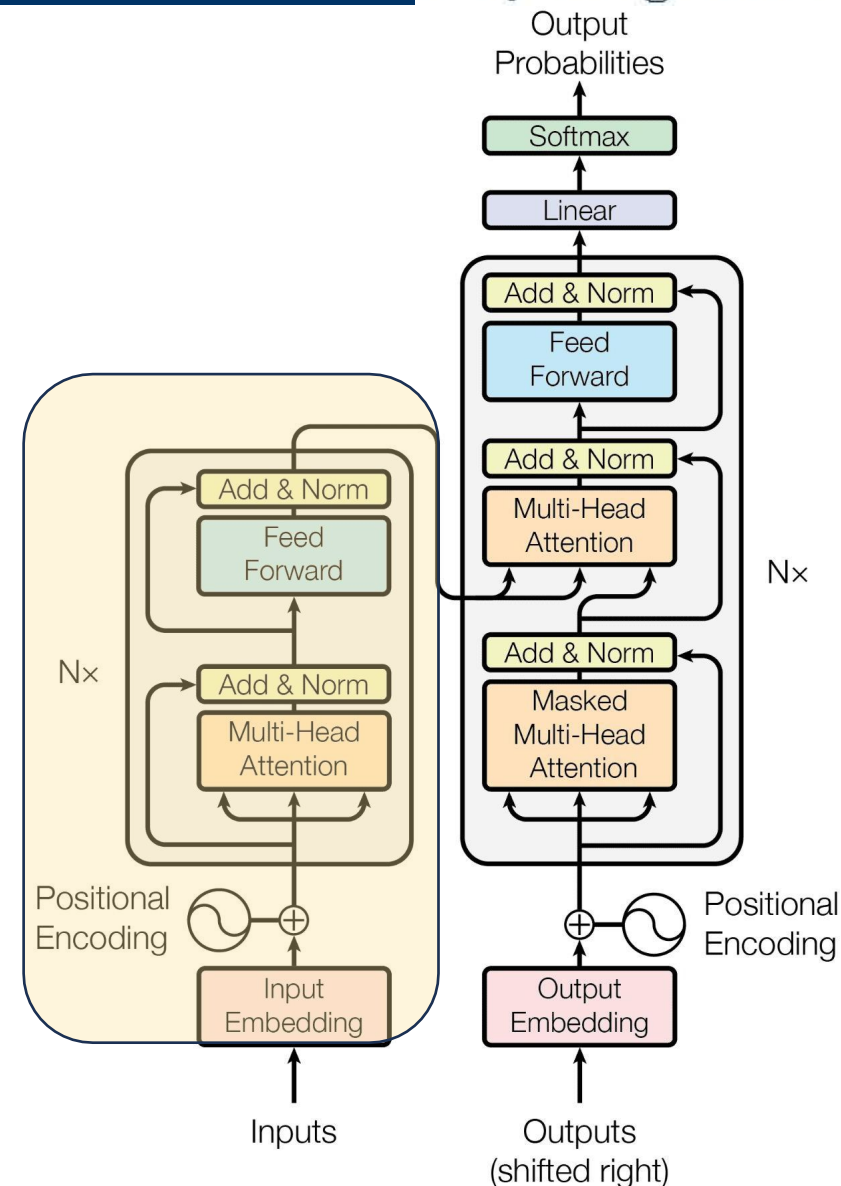 Output
Probabilities
Softmax
Linear
Add & Norm
Feed
Forward
Add & Norm
Multi-Head
Attention
Add & Norm
Masked
Multi-Head
Attention
Nx
Positional
Encoding
Output
Embedding
Outputs
(shifted right)
Add & Norm
Feed
Forward
Add & Norm
Multi-Head
Attention
N×
Positional
Encoding
Input
Embedding
Inputs